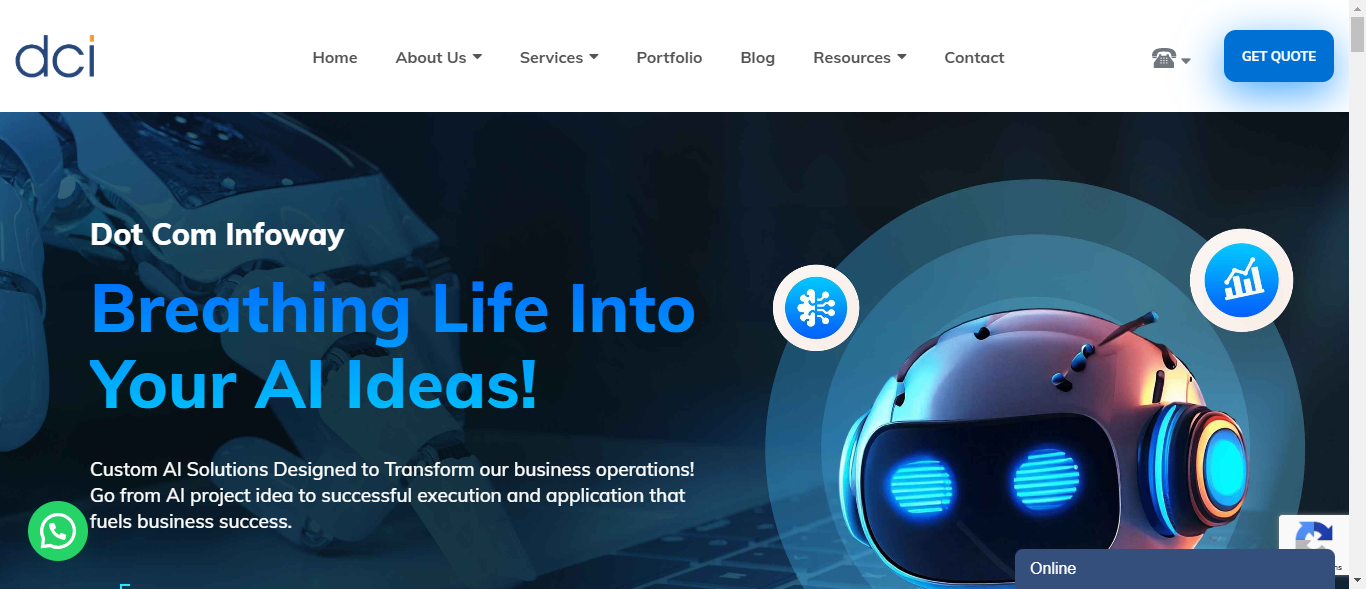 dci
Home
About Us
Services
Portfolio
Blog
Resources
Contact
GET QUOTE
Dot Com Infoway
Breathing Life Into
Your AI Ideas!
Custom AI Solutions Designed to Transform our business operations!
Go from AI project idea to successful execution and application that
fuels business success.
Online